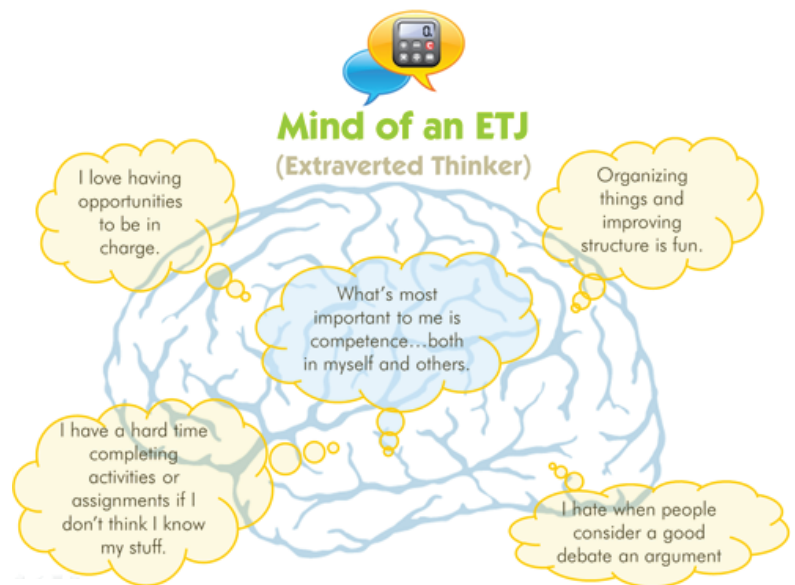 0.
C
Mind of an ETJ
(Extraverted Thinker)
I love having
opportunities
to be in
charge.
Organizing
things and
improving
structure is fun.
What's most
important to me is
competence...both
in myself and others.
I have a hard time
completing
activities or
assignments if I
don't think I know
my stuff.
I hate when people
consider a good
debate an argument